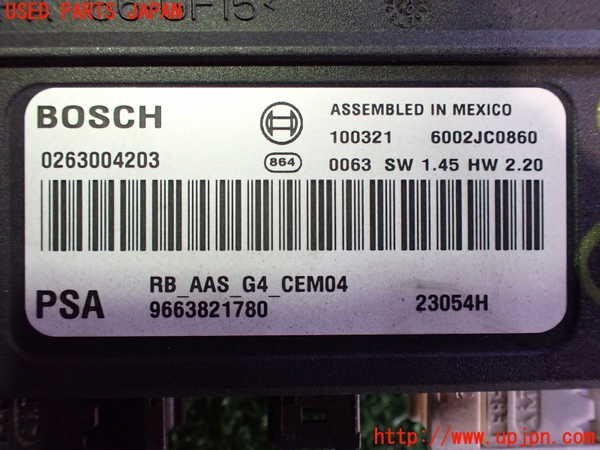 USED PARTS JAPAN
BOSCH
ASSEMBLED IN MEXICO
100321 6002JC0860
0263004203
864
0063 SW 1.45 HW 2.20
RB_AAS_G4_CEM04
PSA
9663821780
23054H
http://www.upjpn.com/